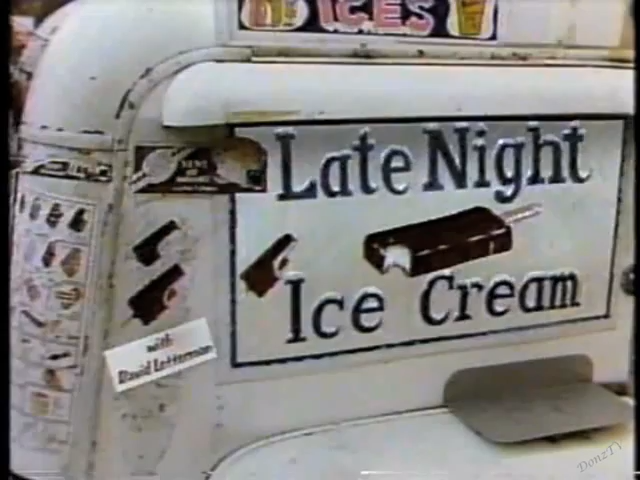 ICES
Late Night
Ice Cream
with
David Letterman
DonzTV